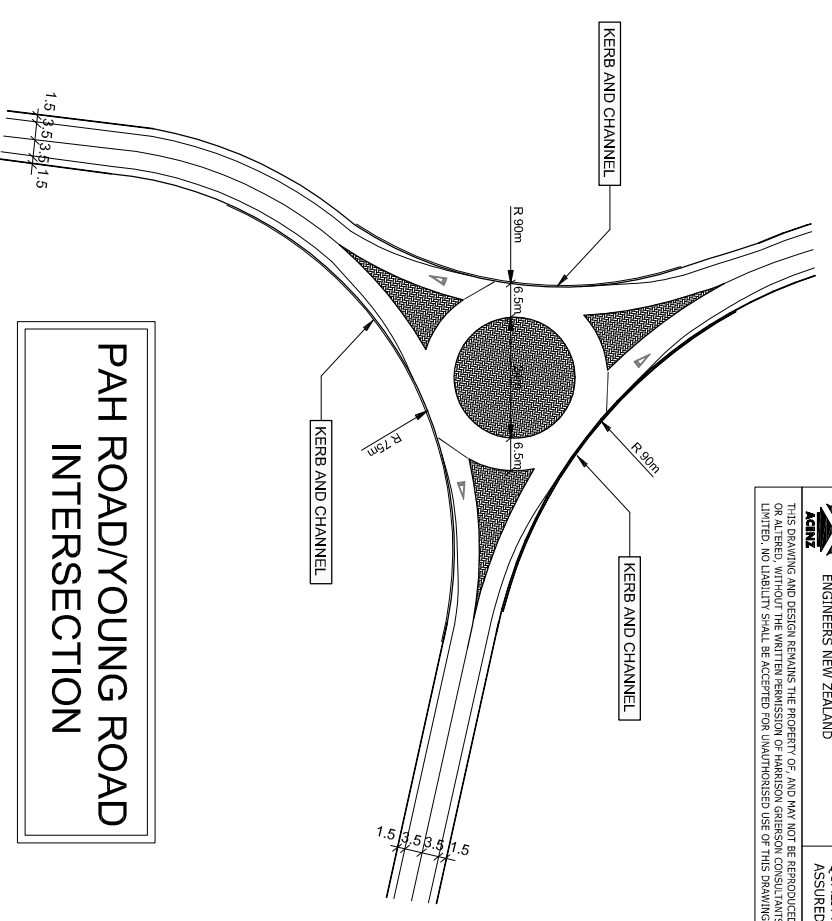 KERB AND CHANNEL
R 90m
6.5m
6.5m
R 90m
R 75m
KERB AND CHANNEL
KERB AND CHANNEL
1.5 3.5 3.5 1.5
1.5 3.5 3.5 1.5
PAH ROAD/YOUNG ROAD
INTERSECTION
ACENZ
ENGINEERS NEW ZEALAND
ASSURED
THIS DRAWING AND DESIGN REMAINS THE PROPERTY OF, AND MAY NOT BE REPRODUCED
OR ALTERED, WITHOUT THE WRITTEN PERMISSION OF HARRISON GRIERSON CONSULTANTS
LIMITED. NO LIABILITY SHALL BE ACCEPTED FOR UNAUTHORISED USE OF THIS DRAWING